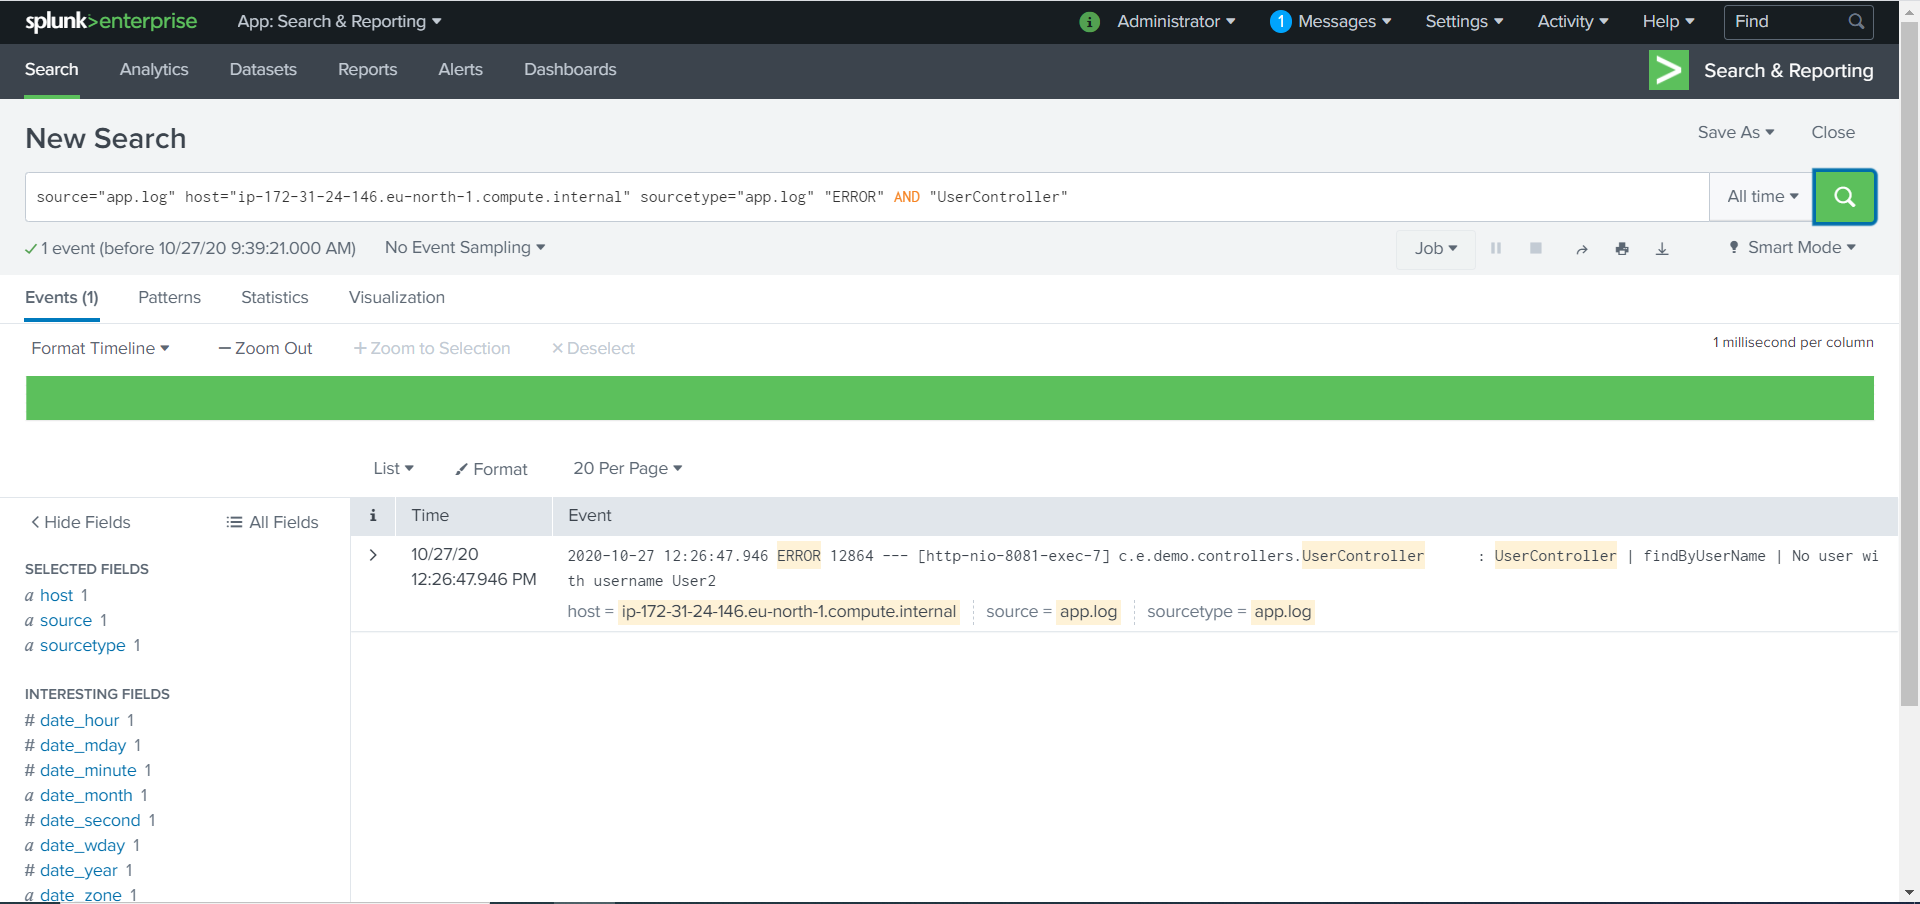 splunk>enterprise App: Search & Reporting i Administrator 1 Messages Settings Activity Help Find
Search Analytics Datasets Reports Alerts Dashboards > Search & Reporting
New Search Save As Close
source="app.log" host="ip-172-31-24-146.eu-north-1.compute.internal" sourcetype="app.log" "ERROR" AND "UserController" All time
✓ 1 event (before 10/27/20 9:39:21.000 AM) No Event Sampling Job Smart Mode
Events (1) Patterns Statistics Visualization
Format Timeline — Zoom Out + Zoom to Selection × Deselect 1 millisecond per column
List Format 20 Per Page
< Hide Fields All Fields
i Time Event
SELECTED FIELDS
a host 1
a source 1
a sourcetype 1
INTERESTING FIELDS
# date_hour 1
# date_mday 1
# date_minute 1
a date_month 1
# date_second 1
a date_wday 1
# date_year 1
a date_zone 1
> 10/27/20
12:26:47.946 PM
2020-10-27 12:26:47.946 ERROR 12864 --- [http-nio-8081-exec-7] c.e.demo.controllers.UserController : UserController | findByUserName | No user wi
th username User2
host = ip-172-31-24-146.eu-north-1.compute.internal source = app.log sourcetype = app.log